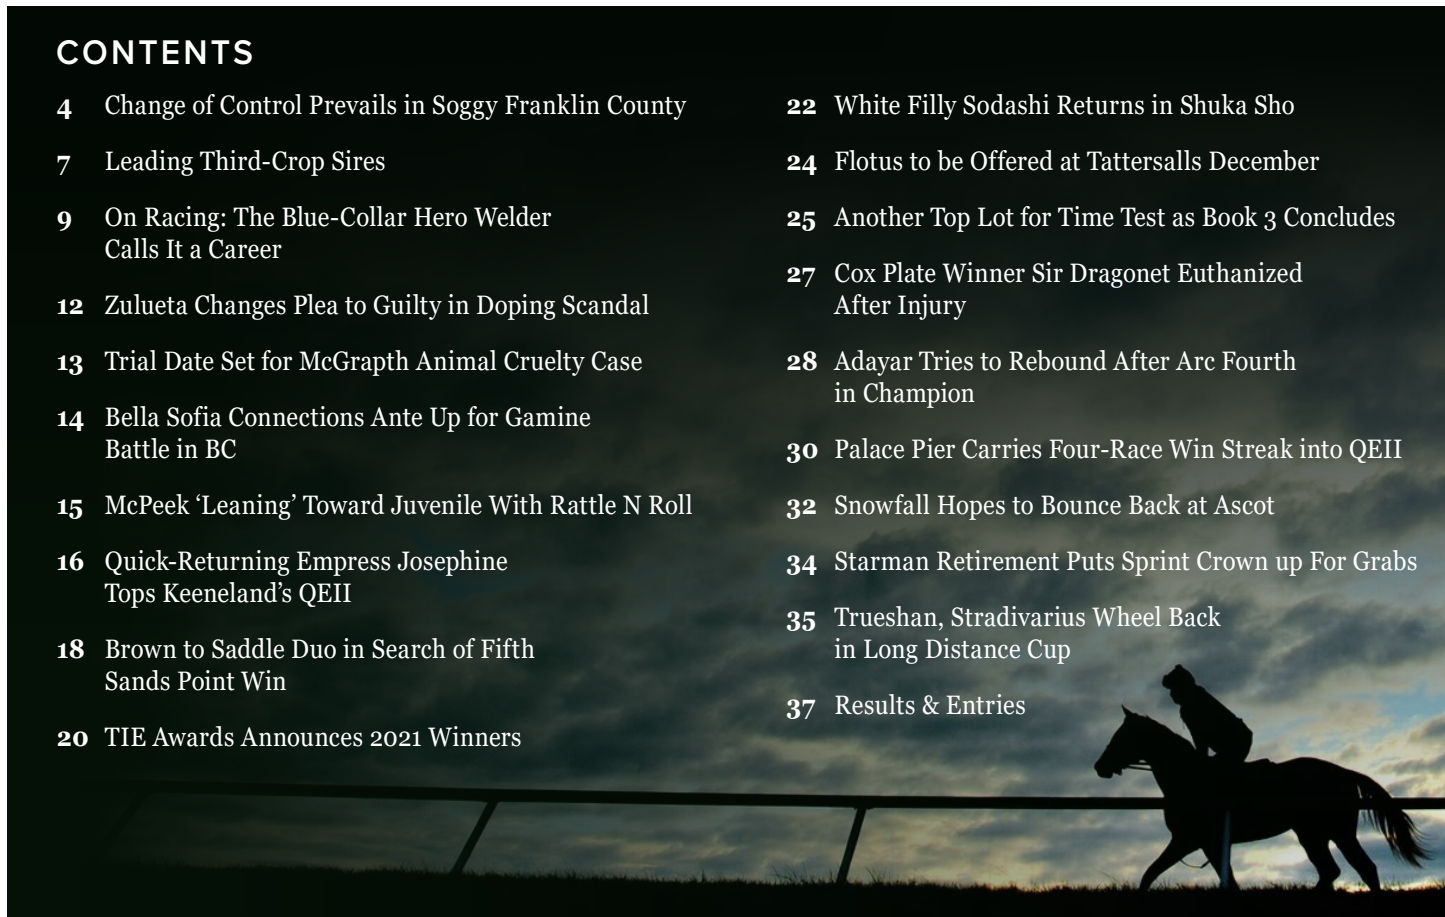 CONTENTS
4 Change of Control Prevails in Soggy Franklin County
7 Leading Third-Crop Sires
9 On Racing: The Blue-Collar Hero Welder
Calls It a Career
12 Zulueta Changes Plea to Guilty in Doping Scandal
13 Trial Date Set for McGrapth Animal Cruelty Case
14 Bella Sofia Connections Ante Up for Gamine
Battle in BC
15 McPeek ‘Leaning’ Toward Juvenile With Rattle N Roll
16 Quick-Returning Empress Josephine
Tops Keeneland’s QEII
18 Brown to Saddle Duo in Search of Fifth
Sands Point Win
20 TIE Awards Announces 2021 Winners
22 White Filly Sodashi Returns in Shuka Sho
24 Flotus to be Offered at Tattersalls December
25 Another Top Lot for Time Test as Book 3 Concludes
27 Cox Plate Winner Sir Dragonet Euthanized
After Injury
28 Adayar Tries to Rebound After Arc Fourth
in Champion
30 Palace Pier Carries Four-Race Win Streak into QEII
32 Snowfall Hopes to Bounce Back at Ascot
34 Starman Retirement Puts Sprint Crown up For Grabs
35 Trueshan, Stradivarius Wheel Back
in Long Distance Cup
37 Results & Entries